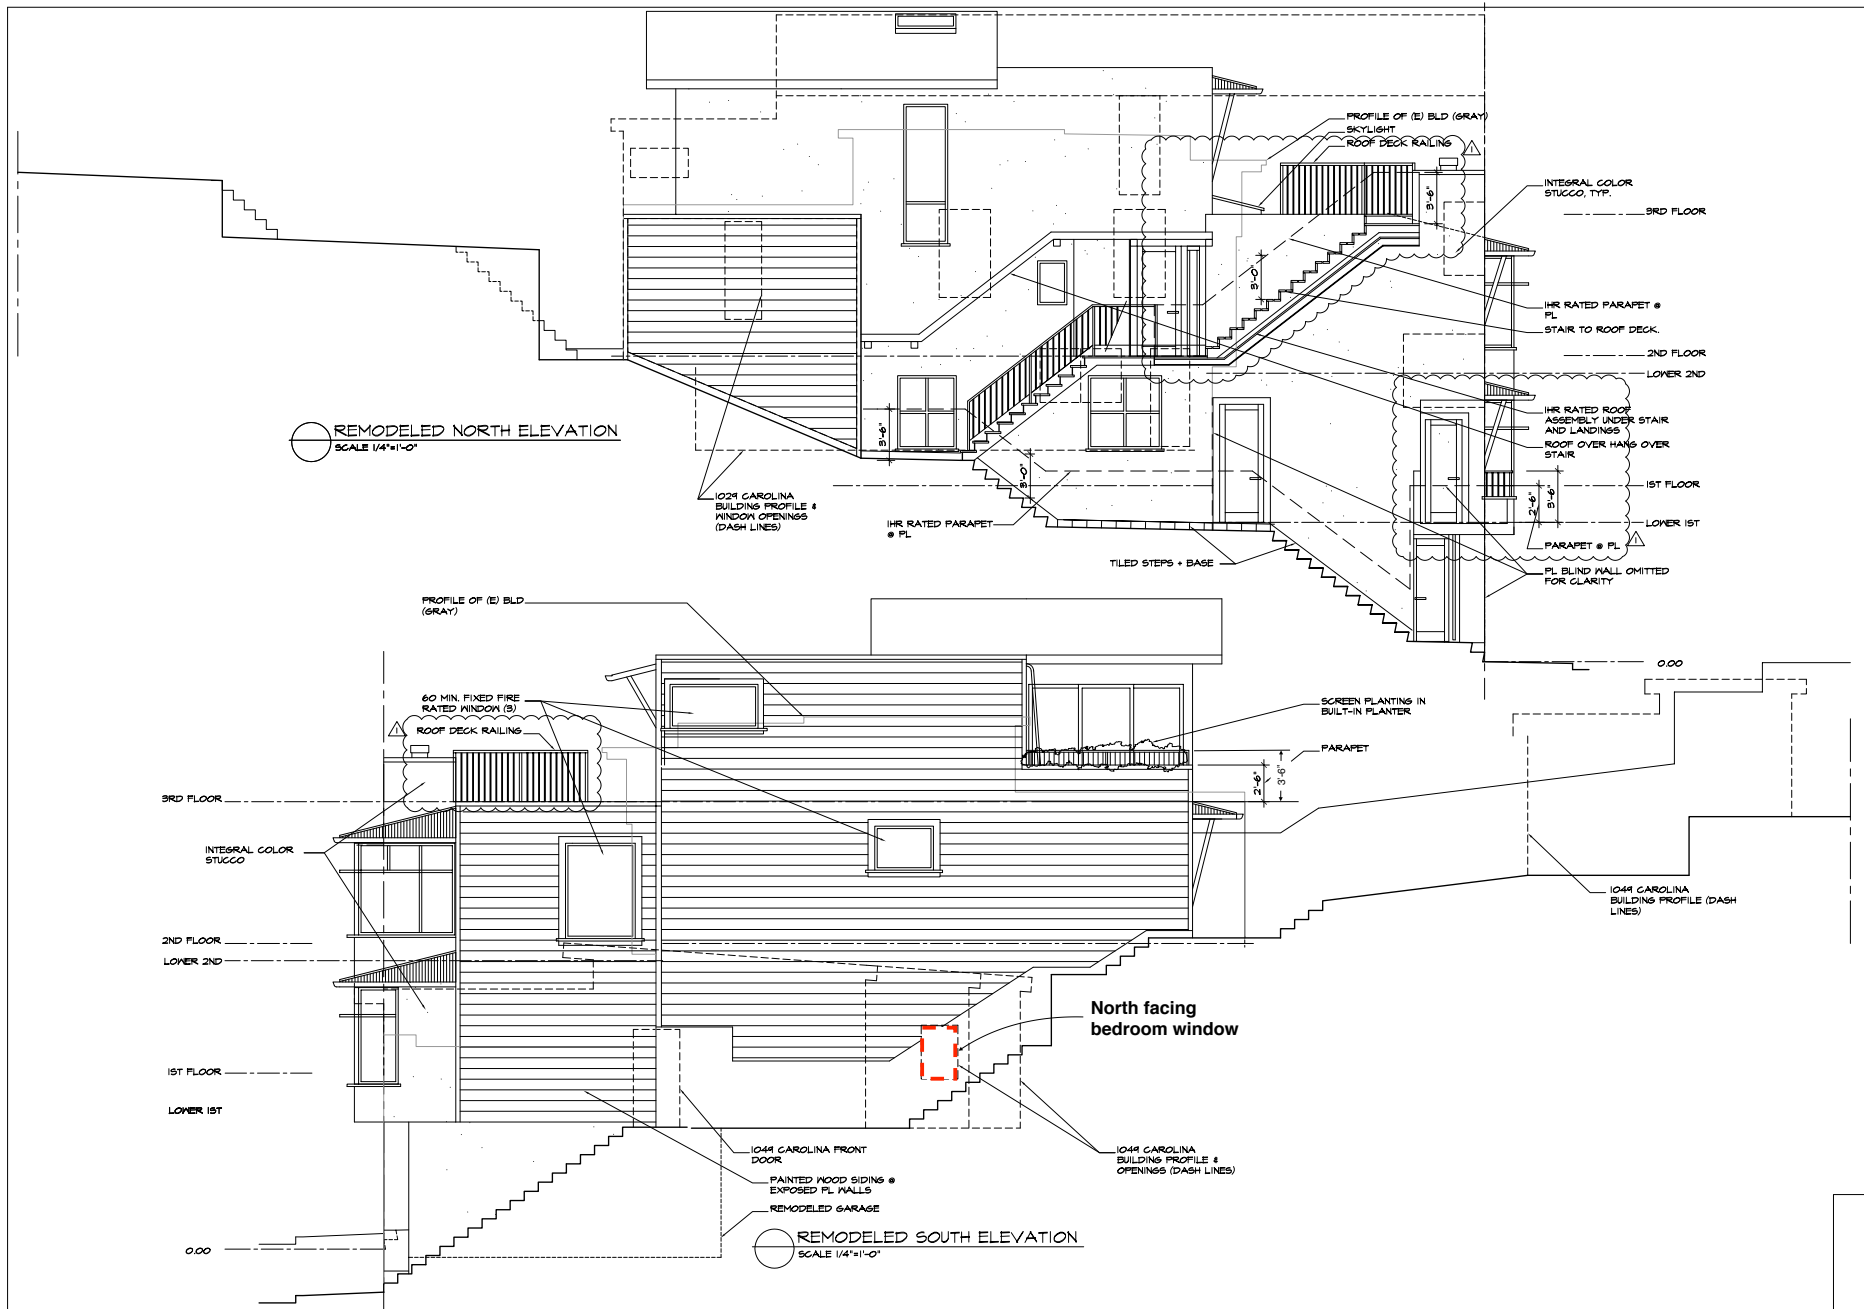 PROFILE OF (E) BLD (GRAY)
SKYLIGHT
ROOF DECK RAILING
1
INTEGRAL COLOR
STUCCO, TYP.
3RD FLOOR
3'-6"
3'-0"
1HR RATED PARAPET @
PL
STAIR TO ROOF DECK.
2ND FLOOR
LOWER 2ND
1HR RATED ROOF
ASSEMBLY UNDER STAIR
AND LANDINGS
ROOF OVER HANG OVER
STAIR
REMODELED NORTH ELEVATION
SCALE 1/4"=1'-0"
3'-6"
3'-0"
1ST FLOOR
2'-6"
3'-6"
1029 CAROLINA
BUILDING PROFILE &
WINDOW OPENINGS
(DASH LINES)
1HR RATED PARAPET
@ PL
LOWER 1ST
PARAPET @ PL
1
TILED STEPS + BASE
PL BLIND WALL OMITTED
FOR CLARITY
0.00
PROFILE OF (E) BLD
(GRAY)
60 MIN. FIXED FIRE
RATED WINDOW (3)
1
ROOF DECK RAILING
SCREEN PLANTING IN
BUILT-IN PLANTER
PARAPET
2'-6"
3'-6"
3RD FLOOR
INTEGRAL COLOR
STUCCO
1049 CAROLINA
BUILDING PROFILE (DASH
LINES)
2ND FLOOR
LOWER 2ND
North facing
bedroom window
1ST FLOOR
LOWER 1ST
1049 CAROLINA FRONT
DOOR
1049 CAROLINA
BUILDING PROFILE &
OPENINGS (DASH LINES)
PAINTED WOOD SIDING @
EXPOSED PL WALLS
REMODELED GARAGE
REMODELED SOUTH ELEVATION
SCALE 1/4"=1'-0"
0.00